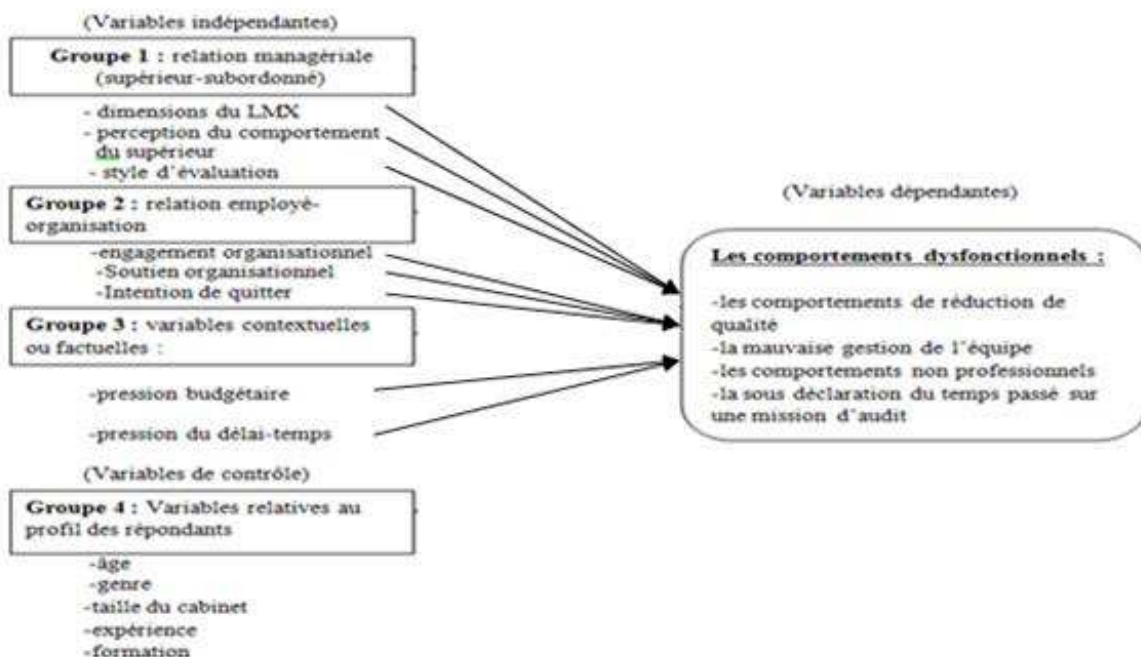 (Variables indépendantes)
Groupe 1 : relation managériale
(supérieur-subordonné)
- dimensions du LMX
- perception du comportement
du supérieur
- style d'évaluation
Groupe 2 : relation employé-
organisation
-engagement organisationnel
-Soutien organisationnel
-Intention de quitter
Groupe 3 : variables contextuelles
ou factuelles :
-pression budgétaire
-pression du délai-temps
(Variables de contrôle)
Groupe 4 : Variables relatives au
profil des répondants
-âge
-genre
-taille du cabinet
-expérience
-formation
(Variables dépendantes)
Les comportements dysfonctionnels :
-les comportements de réduction de
qualité
-la mauvaise gestion de l'équipe
-les comportements non professionnels
-la sous déclaration du temps passé sur
une mission d'audit